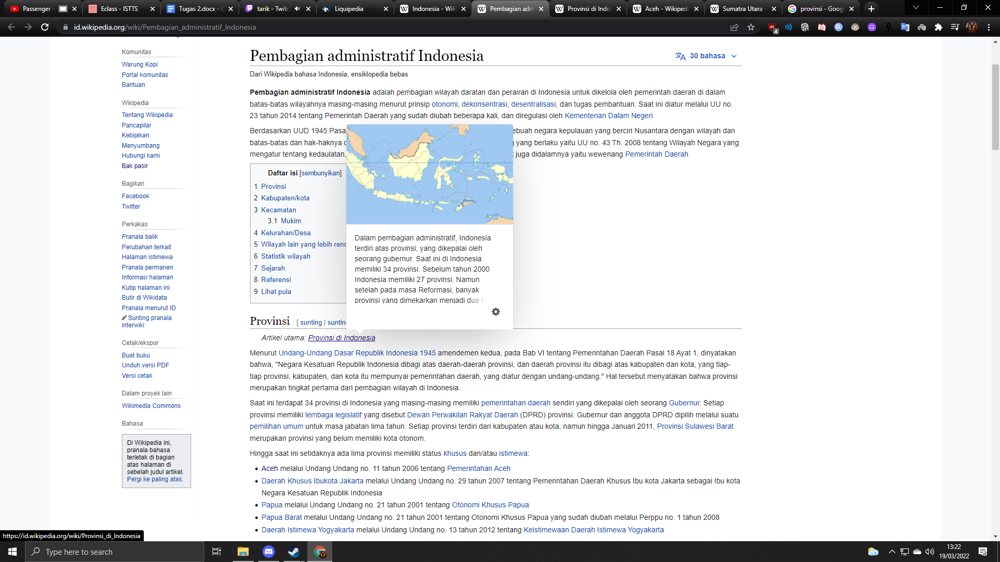 Passenger -
Eclass - ISTTS
Tugas 2.docx -
tarik - Twitc
Liquipedia
Indonesia - Wik
Pembagian adm
Provinsi di Indo
Aceh - Wikiped
Sumatra Utara -
provinsi - Goog
id.wikipedia.org/wiki/Pembagian_administratif_Indonesia
4
Komunitas
Warung Kopi
Portal komunitas
Bantuan
Wikipedia
Tentang Wikipedia
Pancapilar
Kebijakan
Menyumbang
Hubungi kami
Bak pasir
Bagikan
Facebook
Twitter
Perkakas
Pranala balik
Perubahan terkait
Halaman istimewa
Pranala permanen
Informasi halaman
Kutip halaman ini
Butir di Wikidata
Pranala menurut ID
Sunting pranala
interwiki
Cetak/ekspor
Buat buku
Unduh versi PDF
Versi cetak
Dalam proyek lain
Wikimedia Commons
Bahasa
Di Wikipedia ini,
pranala bahasa
terletak di bagian
atas halaman di
sebelah judul artikel.
Pergi ke paling atas.
Pembagian administratif Indonesia
30 bahasa
Dari Wikipedia bahasa Indonesia, ensiklopedia bebas
Pembagian administratif Indonesia adalah pembagian wilayah daratan dan perairan di Indonesia untuk dikelola oleh pemerintah daerah di dalam
batas-batas wilayahnya masing-masing menurut prinsip otonomi, dekonsentrasi, desentralisasi, dan tugas pembantuan. Saat ini diatur melalui UU no.
23 tahun 2014 tentang Pemerintah Daerah yang sudah diubah beberapa kali, dan diregulasi oleh Kementerian Dalam Negeri
Berdasarkan UUD 1945 Pasa ebuah negara kepulauan yang berciri Nusantara dengan wilayah dan
batas-batas dan hak-haknya yang berlaku yaitu UU no. 43 Th. 2008 tentang Wilayah Negara yang
mengatur tentang kedaulatan, juga didalamnya yaitu wewenang Pemerintah Daerah
Daftar isi [sembunyikan]
1 Provinsi
2 Kabupaten/kota
3 Kecamatan
3.1 Mukim
4 Kelurahan/Desa
5 Wilayah lain yang lebih rend
6 Statistik wilayah
7 Sejarah
8 Referensi
9 Lihat pula
Dalam pembagian administratif, Indonesia
terdiri atas provinsi, yang dikepalai oleh
seorang gubernur. Saat ini di Indonesia
memiliki 34 provinsi. Sebelum tahun 2000
Indonesia memiliki 27 provinsi. Namun
setelah pada masa Reformasi, banyak
provinsi yang dimekarkan menjadi dua b
Provinsi [ sunting | sunting
Artikel utama: Provinsi di Indonesia
Menurut Undang-Undang Dasar Republik Indonesia 1945 amendemen kedua, pada Bab VI tentang Pemerintahan Daerah Pasal 18 Ayat 1, dinyatakan
bahwa, "Negara Kesatuan Republik Indonesia dibagi atas daerah-daerah provinsi, dan daerah provinsi itu dibagi atas kabupaten dan kota, yang tiap-
tiap provinsi, kabupaten, dan kota itu mempunyai pemerintahan daerah, yang diatur dengan undang-undang." Hal tersebut menyatakan bahwa provinsi
merupakan tingkat pertama dari pembagian wilayah di Indonesia.
Saat ini terdapat 34 provinsi di Indonesia yang masing-masing memiliki pemerintahan daerah sendiri yang dikepalai oleh seorang Gubernur. Setiap
provinsi memiliki lembaga legislatif yang disebut Dewan Perwakilan Rakyat Daerah (DPRD) provinsi. Gubernur dan anggota DPRD dipilih melalui suatu
pemilihan umum untuk masa jabatan lima tahun. Setiap provinsi terdiri dari kabupaten atau kota, namun hingga Januari 2011, Provinsi Sulawesi Barat
merupakan provinsi yang belum memiliki kota otonom.
Hingga saat ini setidaknya ada lima provinsi memiliki status khusus dan/atau istimewa:
• Aceh melalui Undang Undang no. 11 tahun 2006 tentang Pemerintahan Aceh
• Daerah Khusus Ibukota Jakarta melalui Undang Undang no. 29 tahun 2007 tentang Pemerintahan Daerah Khusus Ibu kota Jakarta sebagai Ibu kota
Negara Kesatuan Republik Indonesia
• Papua melalui Undang Undang no. 21 tahun 2001 tentang Otonomi Khusus Papua
• Papua Barat melalui Undang Undang no. 21 tahun 2001 tentang Otonomi Khusus Papua yang sudah diubah melalui Perppu no. 1 tahun 2008
• Daerah Istimewa Yogyakarta melalui Undang Undang no. 13 tahun 2012 tentang Keistimewaan Daerah Istimewa Yogyakarta
https://id.wikipedia.org/wiki/Provinsi_di_Indonesia
Type here to search
13:22
19/03/2022